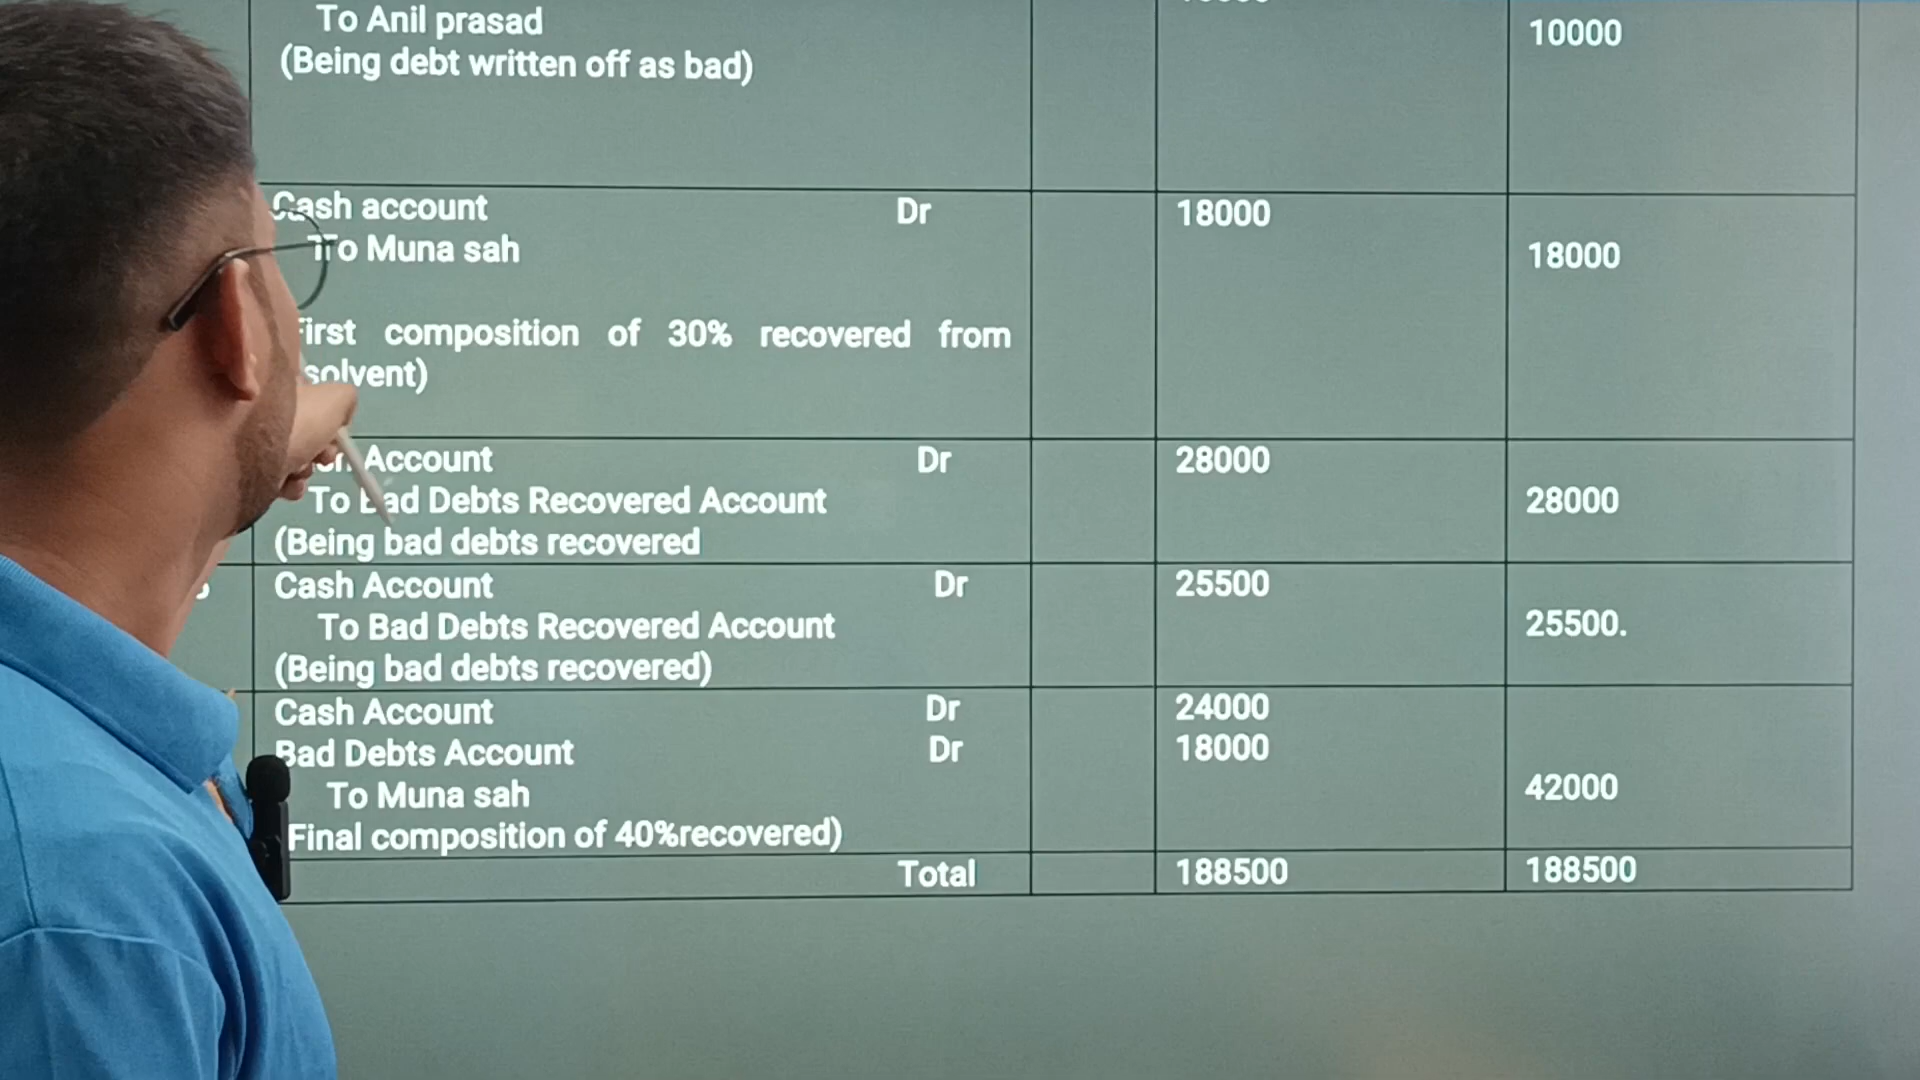 To Anil prasad
10000
(Being debt written off as bad)
Cash account Dr 18000
To Muna sah 18000
First composition of 30% recovered from
solvent)
Account Dr 28000
To Bad Debts Recovered Account 28000
(Being bad debts recovered
Cash Account Dr 25500
To Bad Debts Recovered Account 25500.
(Being bad debts recovered)
Cash Account Dr 24000
Bad Debts Account Dr 18000
To Muna sah 42000
Final composition of 40%recovered)
Total 188500 188500